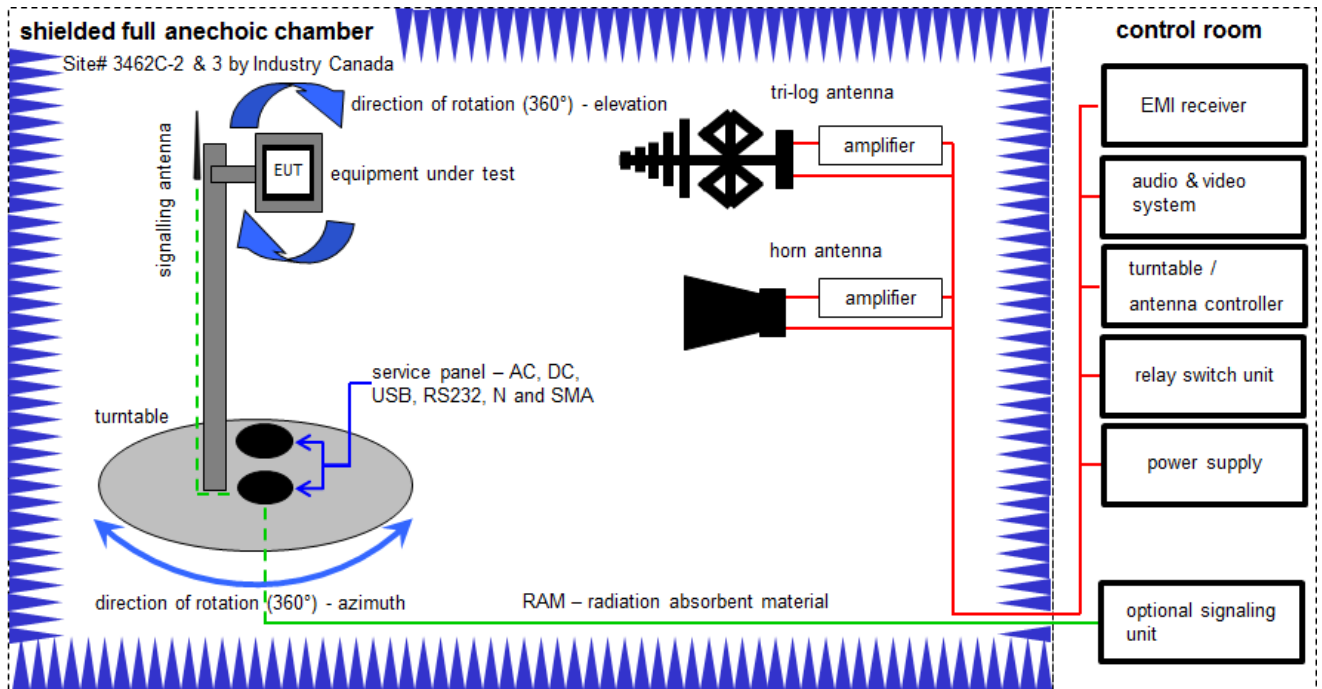 shielded full anechoic chamber
Site# 3462C-2 & 3 by Industry Canada
direction of rotation (360°) - elevation
signalling antenna
EUT
equipment under test
tri-log antenna
amplifier
horn antenna
amplifier
service panel – AC, DC,
USB, RS232, N and SMA
turntable
direction of rotation (360°) - azimuth
RAM – radiation absorbent material
control room
EMI receiver
audio & video
system
turntable /
antenna controller
relay switch unit
power supply
optional signaling
unit